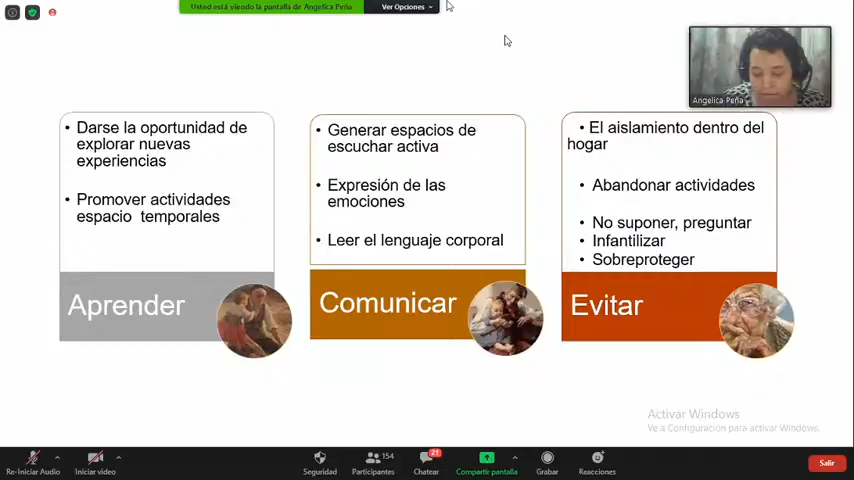 Usted está viendo la pantalla de Angelica Peña
Ver Opciones
Angelica Peña
• Darse la oportunidad de
explorar nuevas
experiencias
• Promover actividades
espacio temporales
Aprender
• Generar espacios de
escuchar activa
• Expresión de las
emociones
• Leer el lenguaje corporal
Comunicar
• El aislamiento dentro del
hogar
• Abandonar actividades
• No suponer, preguntar
• Infantilizar
• Sobreproteger
Evitar
Activar Windows
Ve a Configuración para activar Windows.
Re-Iniciar Audio
Iniciar video
Seguridad
154
Participantes
21
Chatear
Compartir pantalla
Grabar
Reacciones
Salir